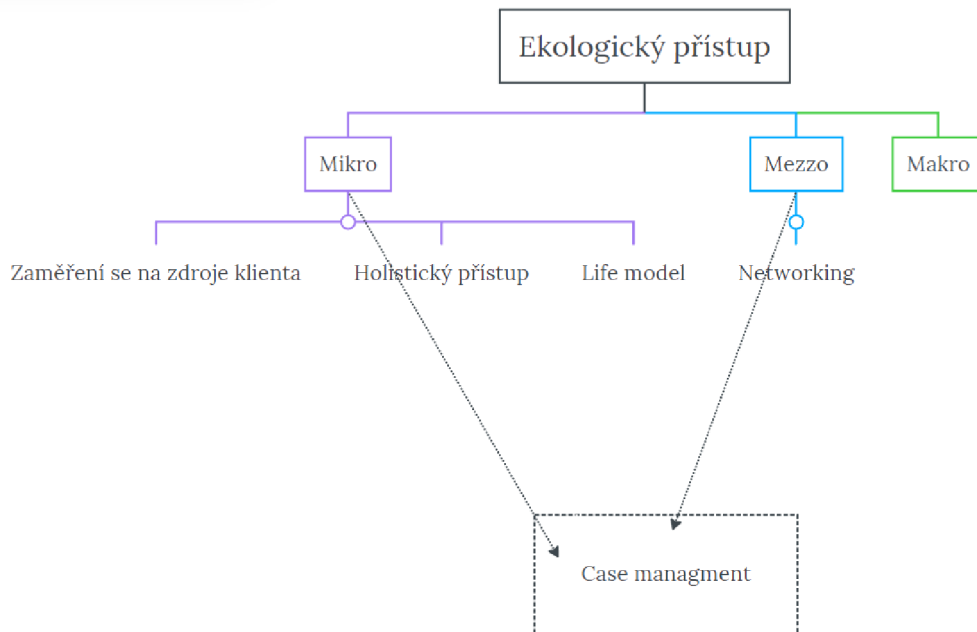 Ekologický přístup
Mikro
Mezzo
Makro
Zaměření se na zdroje klienta
Holistický přístup
Life model
Networking
Case managment